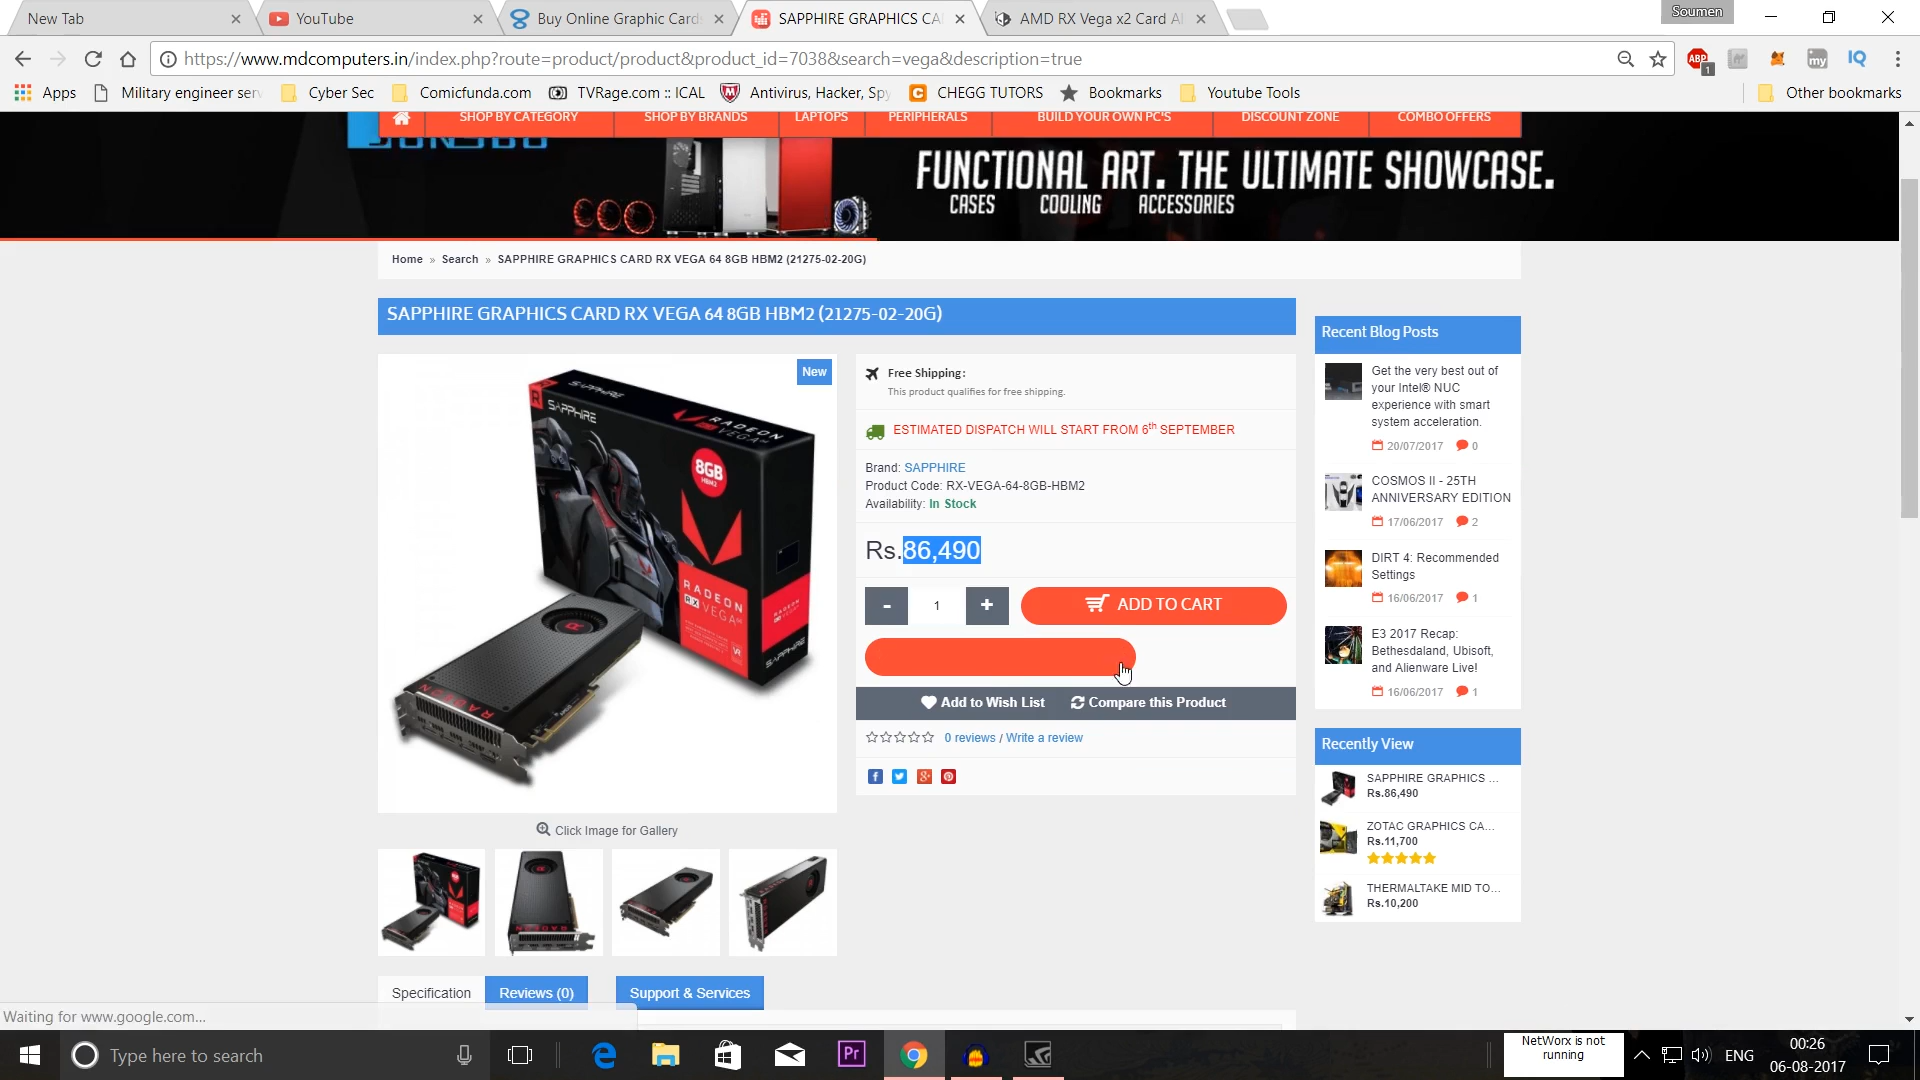 New Tab
YouTube
Buy Online Graphic Card
SAPPHIRE GRAPHICS CA
AMD RX Vega x2 Card Al
Soumen
https://www.mdcomputers.in/index.php?route=product/product&product_id=7038&search=vega&description=true
ABP
1
my
IQ
Apps
Military engineer serv
Cyber Sec
Comicfunda.com
TVRage.com :: ICAL
Antivirus, Hacker, Spy
CHEGG TUTORS
Bookmarks
Youtube Tools
Other bookmarks
SHOP BY CATEGORY
SHOP BY BRANDS
LAPTOPS
PERIPHERALS
BUILD YOUR OWN PC'S
DISCOUNT ZONE
COMBO OFFERS
FUNCTIONAL ART. THE ULTIMATE SHOWCASE.
CASES COOLING ACCESSORIES
Home » Search » SAPPHIRE GRAPHICS CARD RX VEGA 64 8GB HBM2 (21275-02-20G)
SAPPHIRE GRAPHICS CARD RX VEGA 64 8GB HBM2 (21275-02-20G)
New
SAPPHIRE
RADEON
VEGA
8GB
HBM2
RADEON
RX VEGA
SAPPHIRE
RADEON
Click Image for Gallery
Free Shipping:
This product qualifies for free shipping.
ESTIMATED DISPATCH WILL START FROM 6th SEPTEMBER
Brand: SAPPHIRE
Product Code: RX-VEGA-64-8GB-HBM2
Availability: In Stock
Rs.86,490
- 1 +
ADD TO CART
Add to Wish List
Compare this Product
0 reviews / Write a review
Recent Blog Posts
Get the very best out of
your Intel® NUC
experience with smart
system acceleration.
20/07/2017 0
COSMOS II - 25TH
ANNIVERSARY EDITION
17/06/2017 2
DIRT 4: Recommended
Settings
16/06/2017 1
E3 2017 Recap:
Bethesdaland, Ubisoft,
and Alienware Live!
16/06/2017 1
Recently View
SAPPHIRE GRAPHICS ...
Rs.86,490
ZOTAC GRAPHICS CA...
Rs.11,700
THERMALTAKE MID TO...
Rs.10,200
Specification
Reviews (0)
Support & Services
Waiting for www.google.com...
Type here to search
Pr
NetWorx is not
running
ENG
00:26
06-08-2017